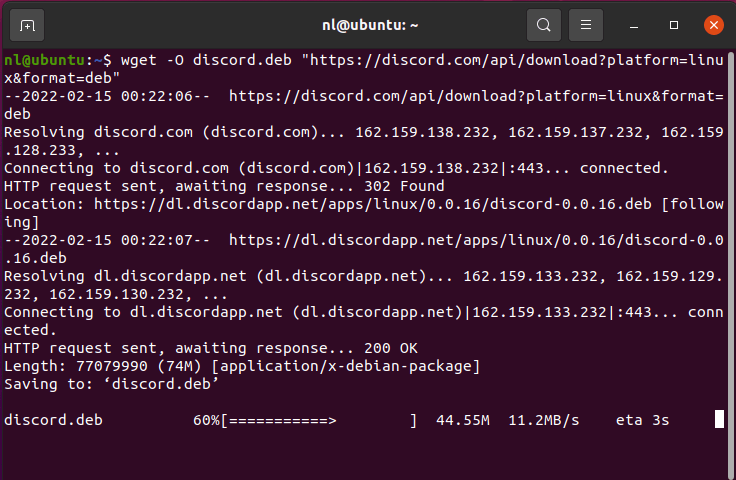 nl@ubuntu: ~
nl@ubuntu:~$ wget -O discord.deb "https://discord.com/api/download?platform=linu
x&format=deb"
--2022-02-15 00:22:06--  https://discord.com/api/download?platform=linux&format=
deb
Resolving discord.com (discord.com)... 162.159.138.232, 162.159.137.232, 162.159
.128.233, ...
Connecting to discord.com (discord.com)|162.159.138.232|:443... connected.
HTTP request sent, awaiting response... 302 Found
Location: https://dl.discordapp.net/apps/linux/0.0.16/discord-0.0.16.deb [follow
ing]
--2022-02-15 00:22:07--  https://dl.discordapp.net/apps/linux/0.0.16/discord-0.0
.16.deb
Resolving dl.discordapp.net (dl.discordapp.net)... 162.159.133.232, 162.159.129.
232, 162.159.130.232, ...
Connecting to dl.discordapp.net (dl.discordapp.net)|162.159.133.232|:443... conn
ected.
HTTP request sent, awaiting response... 200 OK
Length: 77079990 (74M) [application/x-debian-package]
Saving to: ‘discord.deb’
discord.deb          60%[===========>        ]  44.55M  11.2MB/s    eta 3s